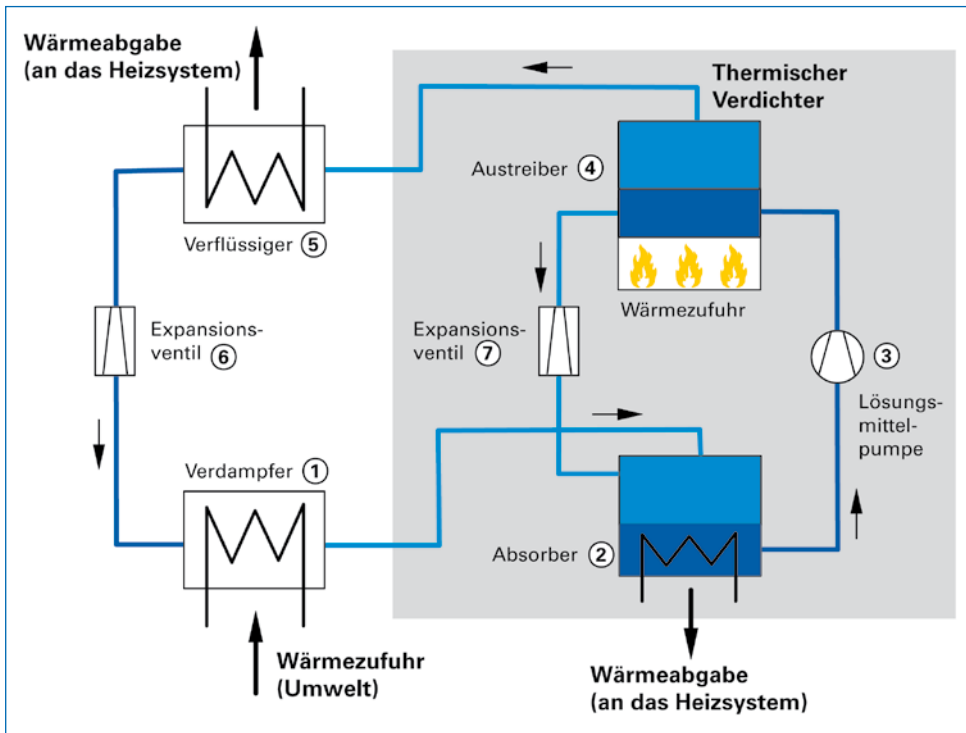 Wärmeabgabe
(an das Heizsystem)
Thermischer
Verdichter
Austreiber ④
Verflüssiger ⑤
Wärmezufuhr
Expansions-
ventil ⑥
Expansions-
ventil ⑦
③
Lösungs-
mittel-
pumpe
Verdampfer ①
Absorber ②
Wärmezufuhr
(Umwelt)
Wärmeabgabe
(an das Heizsystem)